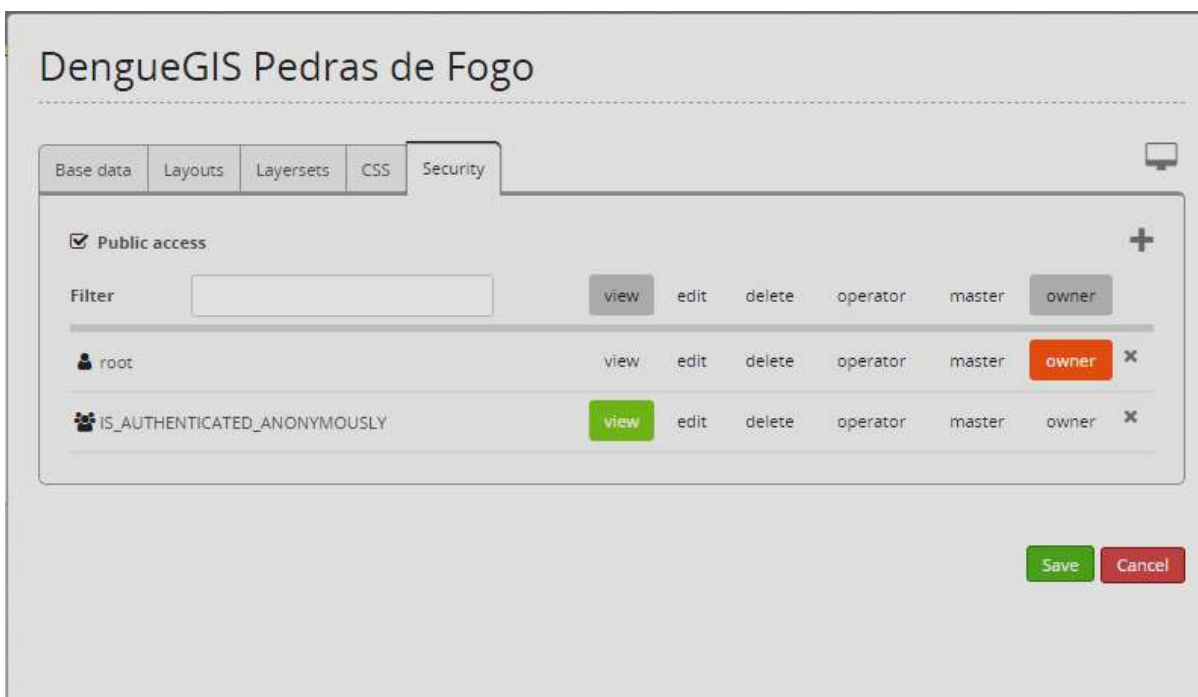 DengueGIS Pedras de Fogo
Base data Layouts Layersets CSS Security
Public access
Filter view edit delete operator master owner
root view edit delete operator master owner
IS_AUTHENTICATED_ANONYMOUSLY view edit delete operator master owner
Save Cancel